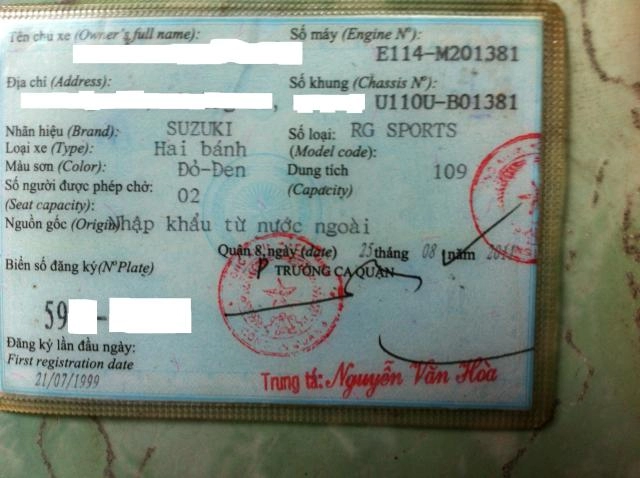 Tên chủ xe (Owner's full name):
Số máy (Engine N°):
E114-M201381
Địa chỉ (Address):
Số khung (Chassis N°):
U110U-B01381
Nhãn hiệu (Brand): SUZUKI
Số loại: RG SPORTS
(Model code):
Loại xe (Type): Hai bánh
Màu sơn (Color): Đỏ-Đen
Dung tích 109
(Capacity)
Số người được phép chở: 02
(Seat capacity):
Nguồn gốc (Origin) Nhập khẩu từ nước ngoài
Quận 8, ngày (date) 25 tháng 08 năm
TRƯỞNG CA QUẬN
Biển số đăng ký (N°Plate)
59
Đăng ký lần đầu ngày:
First registration date
21/07/1999
Trung tá: Nguyễn Văn Hòa